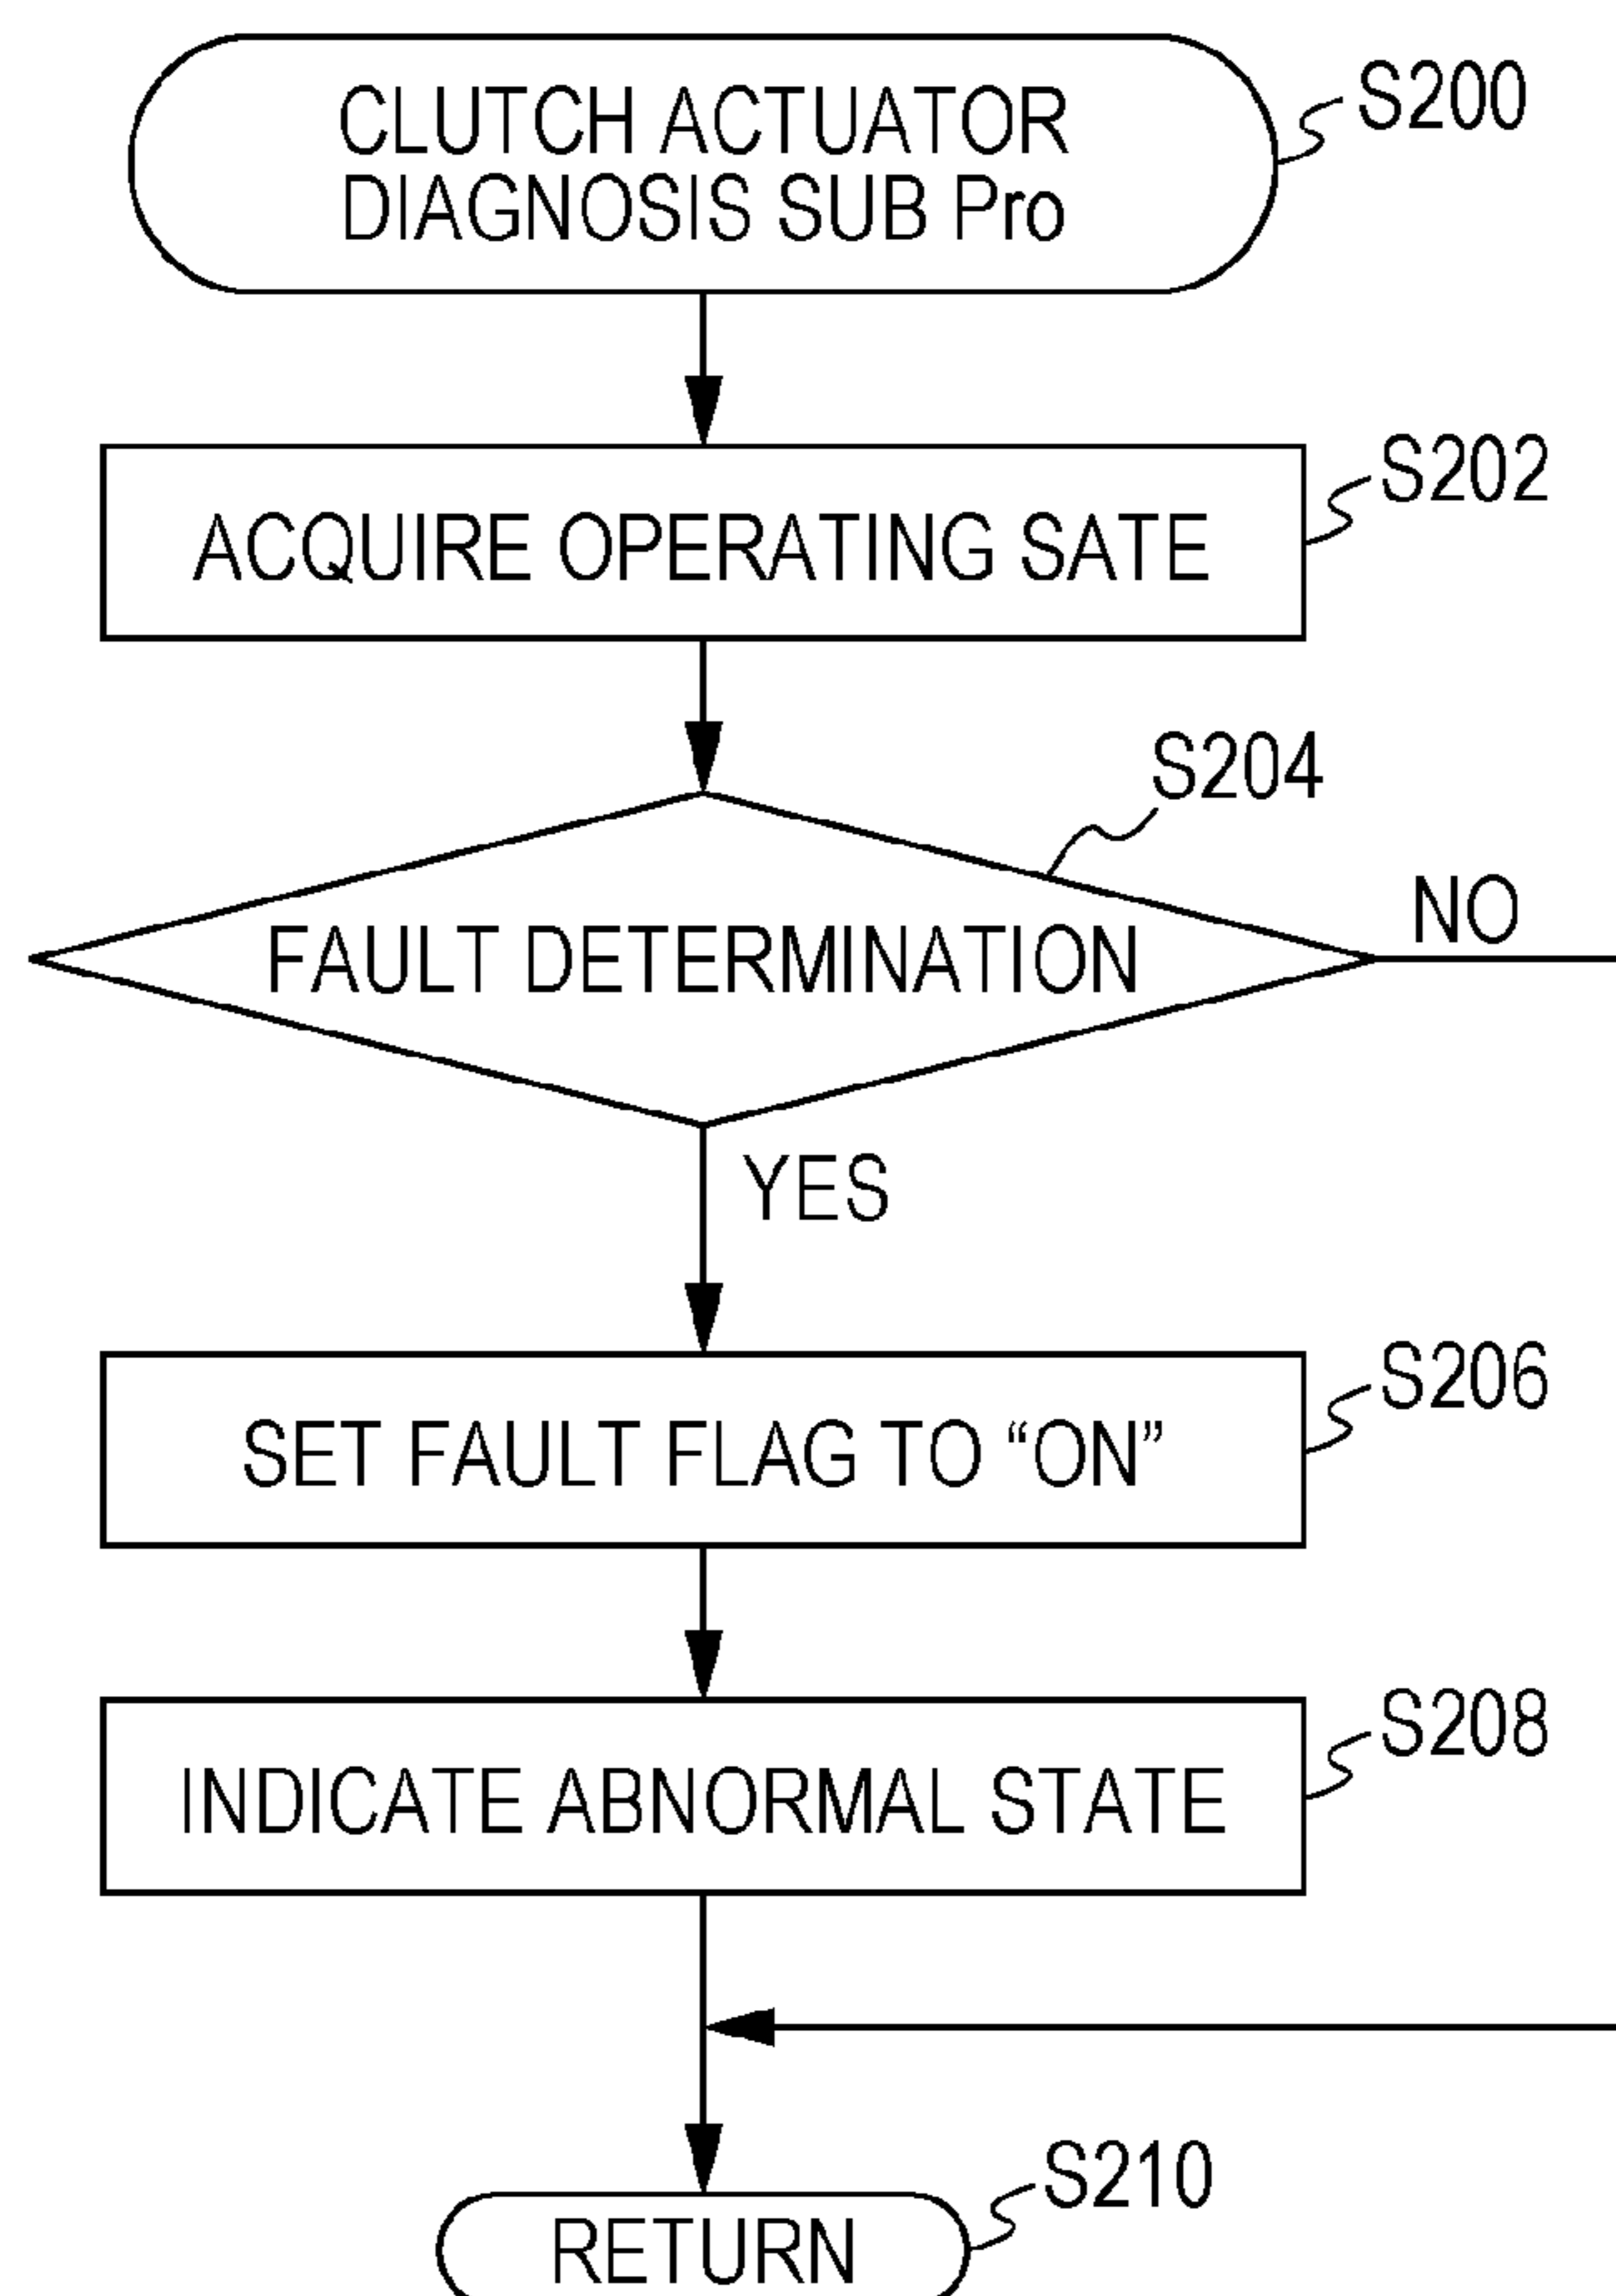 CLUTCH ACTUATOR
DIAGNOSIS SUB Pro
S200
ACQUIRE OPERATING SATE
S202
S204
FAULT DETERMINATION
NO
YES
SET FAULT FLAG TO “ON”
S206
INDICATE ABNORMAL STATE
S208
RETURN
S210